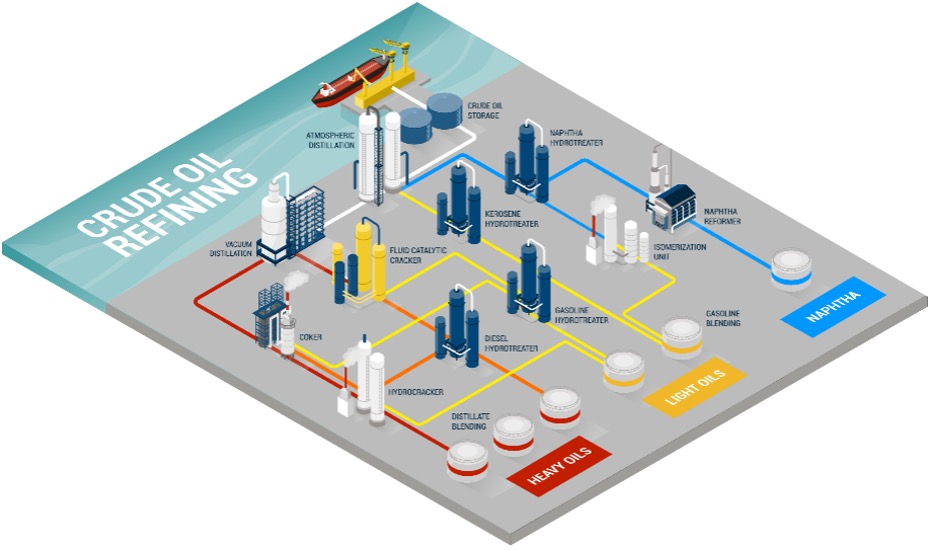 CRUDE OIL
REFINING
CRUDE OIL
STORAGE
ATMOSPHERIC
DISTILLATION
NAPHTHA
HYDROTREATER
KEROSENE
HYDROTREATER
NAPHTHA
REFORMER
VACUUM
DISTILLATION
FLUID CATALYTIC
CRACKER
ISOMERIZATION
UNIT
GASOLINE
HYDROTREATER
GASOLINE
BLENDING
NAPHTHA
COKER
DIESEL
HYDROTREATER
HYDROCRACKER
LIGHT OILS
DISTILLATE
BLENDING
HEAVY OILS